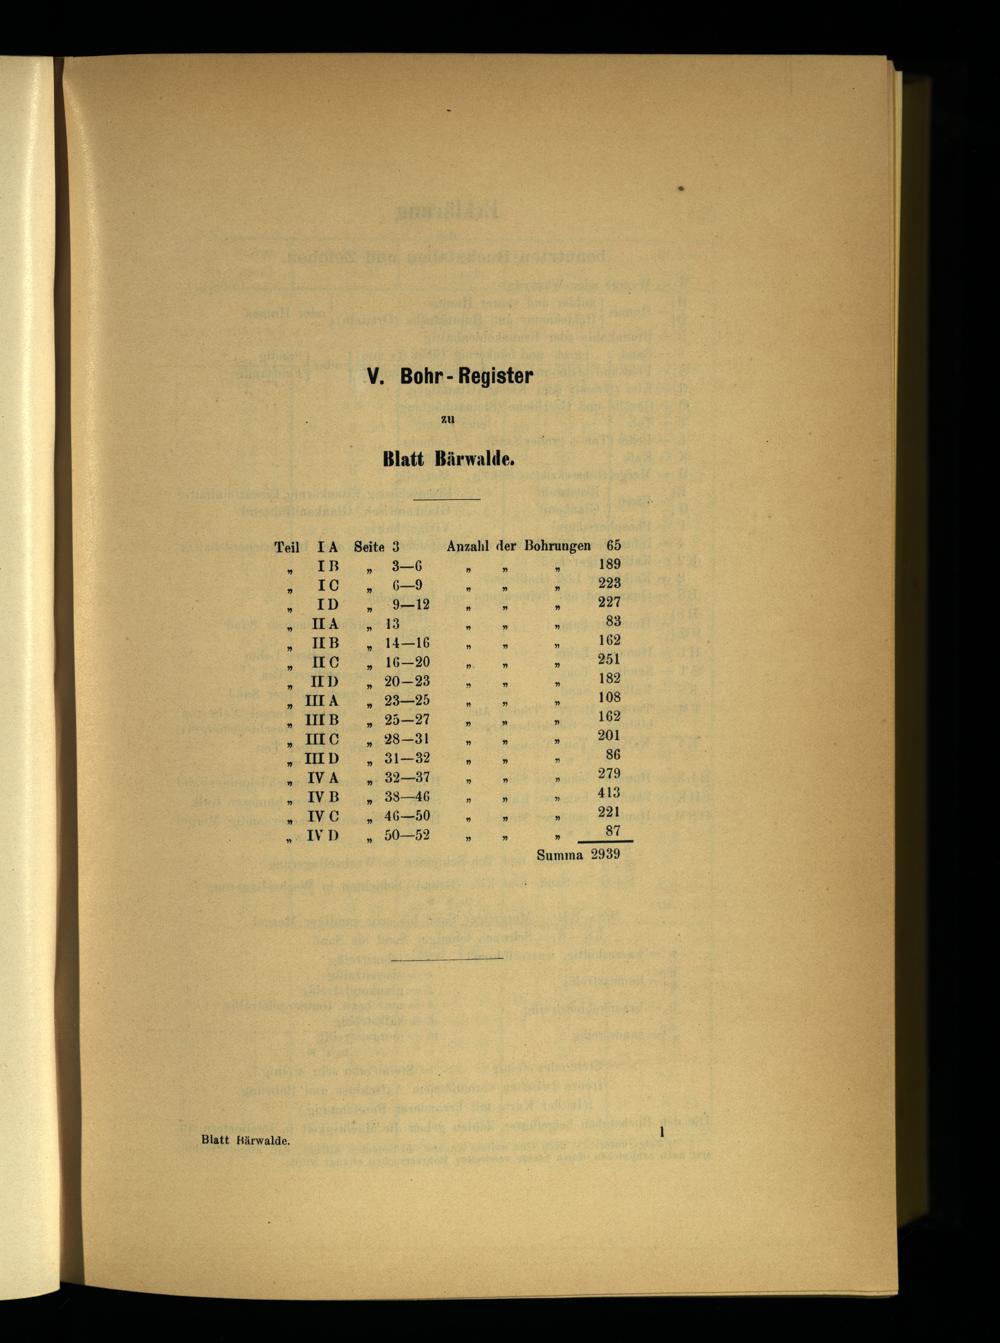 V. Bohr-Register
zu
Blatt Bärwalde.
Teil I A Seite 3 Anzahl der Bohrungen 65
„ I B „ 3—6 „ „ „ 189
„ I C „ 6—9 „ „ „ 223
„ I D „ 9—12 „ „ „ 227
„ II A „ 13 „ „ „ 83
„ II B „ 14—16 „ „ „ 162
„ II C „ 16—20 „ „ „ 251
„ II D „ 20—23 „ „ „ 182
„ III A „ 23—25 „ „ „ 108
„ III B „ 25—27 „ „ „ 162
„ III C „ 28—31 „ „ „ 201
„ III D „ 31—32 „ „ „ 86
„ IV A „ 32—37 „ „ „ 279
„ IV B „ 38—46 „ „ „ 413
„ IV C „ 46—50 „ „ „ 221
„ IV D „ 50—52 „ „ „ 87
Summa 2939
Blatt Bärwalde. 1